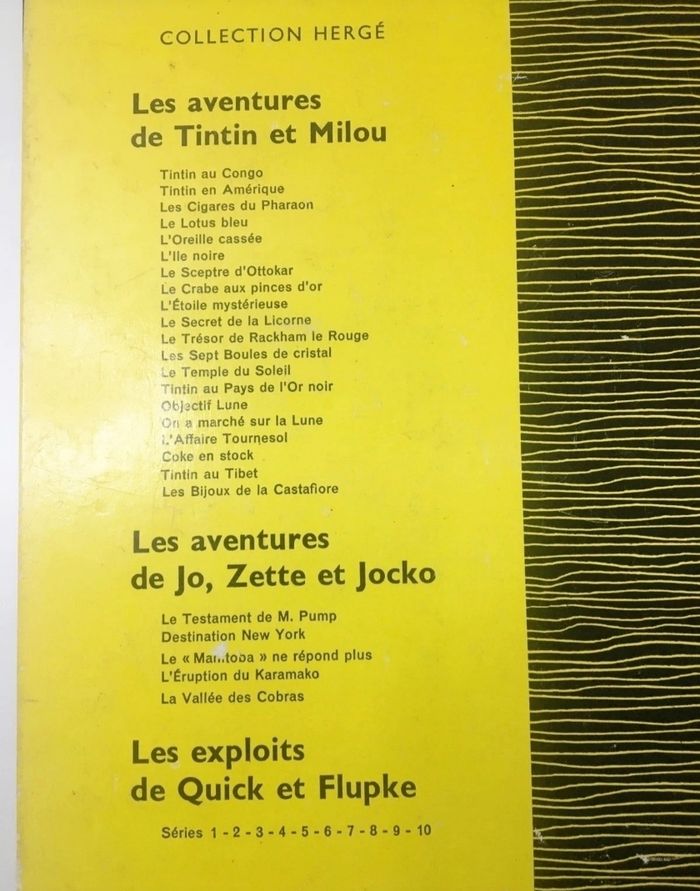 COLLECTION HERGÉ
Les aventures
de Tintin et Milou
Tintin au Congo
Tintin en Amérique
Les Cigares du Pharaon
Le Lotus bleu
L'Oreille cassée
L'Ile noire
Le Sceptre d'Ottokar
Le Crabe aux pinces d'or
L'Étoile mystérieuse
Le Secret de la Licorne
Le Trésor de Rackham le Rouge
Les Sept Boules de cristal
Le Temple du Soleil
Tintin au Pays de l'Or noir
Objectif Lune
On a marché sur la Lune
L'Affaire Tournesol
Coke en stock
Tintin au Tibet
Les Bijoux de la Castafiore
Les aventures
de Jo, Zette et Jocko
Le Testament de M. Pump
Destination New York
Le « Manitoba » ne répond plus
L'Éruption du Karamako
La Vallée des Cobras
Les exploits
de Quick et Flupke
Séries 1 - 2 - 3 - 4 - 5 - 6 - 7 - 8 - 9 - 10